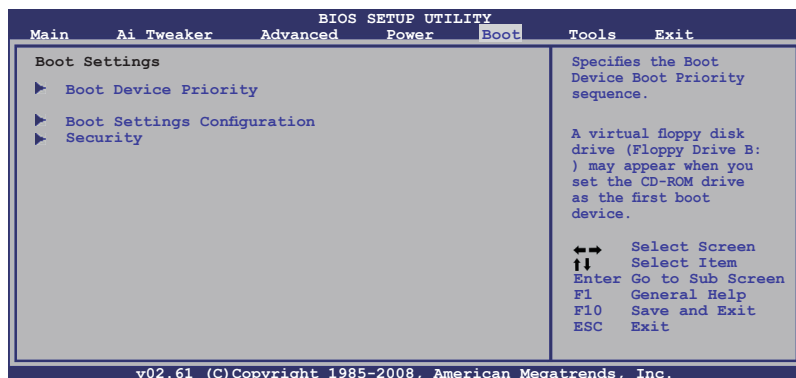 BIOS SETUP UTILITY
Main Ai Tweaker Advanced Power Boot Tools Exit
Boot Settings
Boot Device Priority
Boot Settings Configuration
Security
Specifies the Boot
Device Boot Priority
sequence.
A virtual floppy disk
drive (Floppy Drive B:
) may appear when you
set the CD-ROM drive
as the first boot
device.
←→ Select Screen
↑↓ Select Item
Enter Go to Sub Screen
F1 General Help
F10 Save and Exit
ESC Exit
v02.61 (C)Copyright 1985-2008, American Megatrends, Inc.